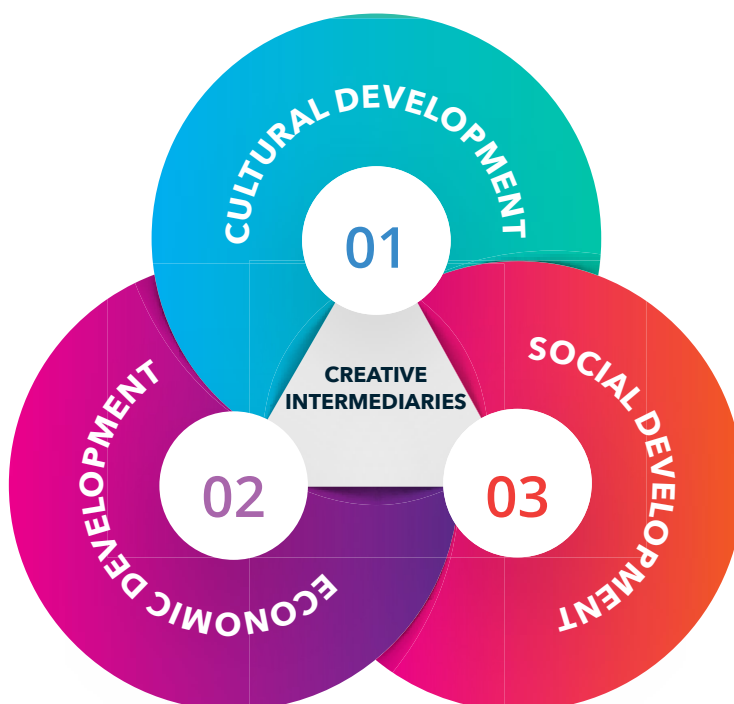 CULTURAL DEVELOPMENT
01
CREATIVE
INTERMEDIARIES
02
ECONOMIC DEVELOPMENT
03
SOCIAL DEVELOPMENT